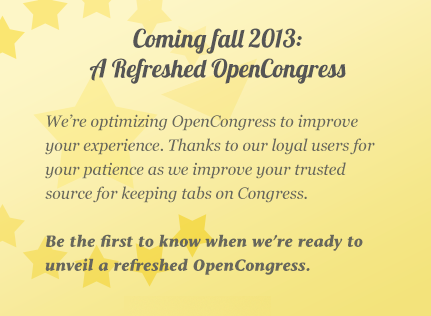 Coming fall 2013:
A Refreshed OpenCongress
We're optimizing OpenCongress to improve
your experience. Thanks to our loyal users for
your patience as we improve your trusted
source for keeping tabs on Congress.
Be the first to know when we're ready to
unveil a refreshed OpenCongress.